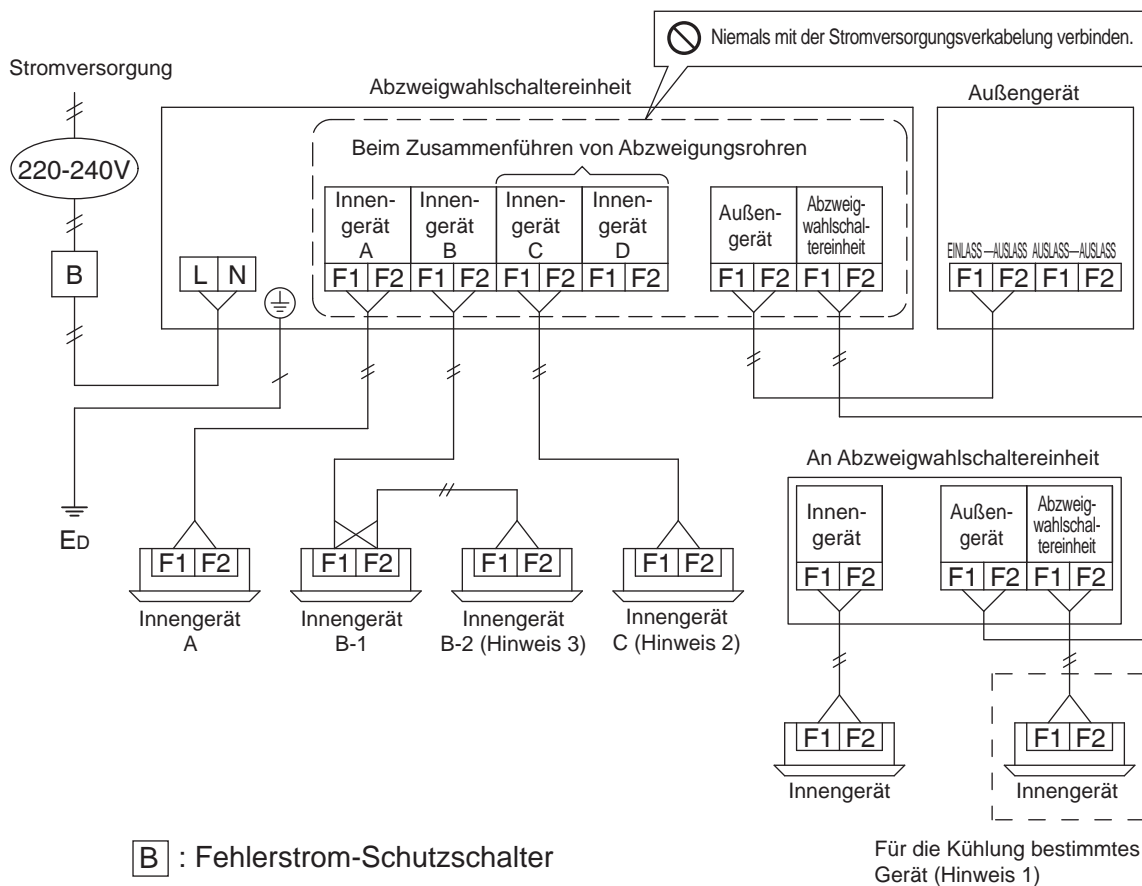 Niemals mit der Stromversorgungsverkabelung verbinden.
Stromversorgung
Abzweigwahlschaltereinheit
Außengerät
220-240V
Beim Zusammenführen von Abzweigungsrohren
Innen-
gerät
A
Innen-
gerät
B
Innen-
gerät
C
Innen-
gerät
D
Außen-
gerät
Abzweig-
wahlschal-
tereinheit
EINLASS—AUSLASS AUSLASS—AUSLASS
B
L N
F1 F2 F1 F2 F1 F2 F1 F2
F1 F2 F1 F2
F1 F2 F1 F2
ED
An Abzweigwahlschaltereinheit
Innen-
gerät
Außen-
gerät
Abzweig-
wahlschal-
tereinheit
F1 F2
F1 F2 F1 F2
F1 F2
Innengerät
A
F1 F2
Innengerät
B-1
F1 F2
Innengerät
B-2 (Hinweis 3)
F1 F2
Innengerät
C (Hinweis 2)
F1 F2
Innengerät
F1 F2
Innengerät
B : Fehlerstrom-Schutzschalter
Für die Kühlung bestimmtes
Gerät (Hinweis 1)